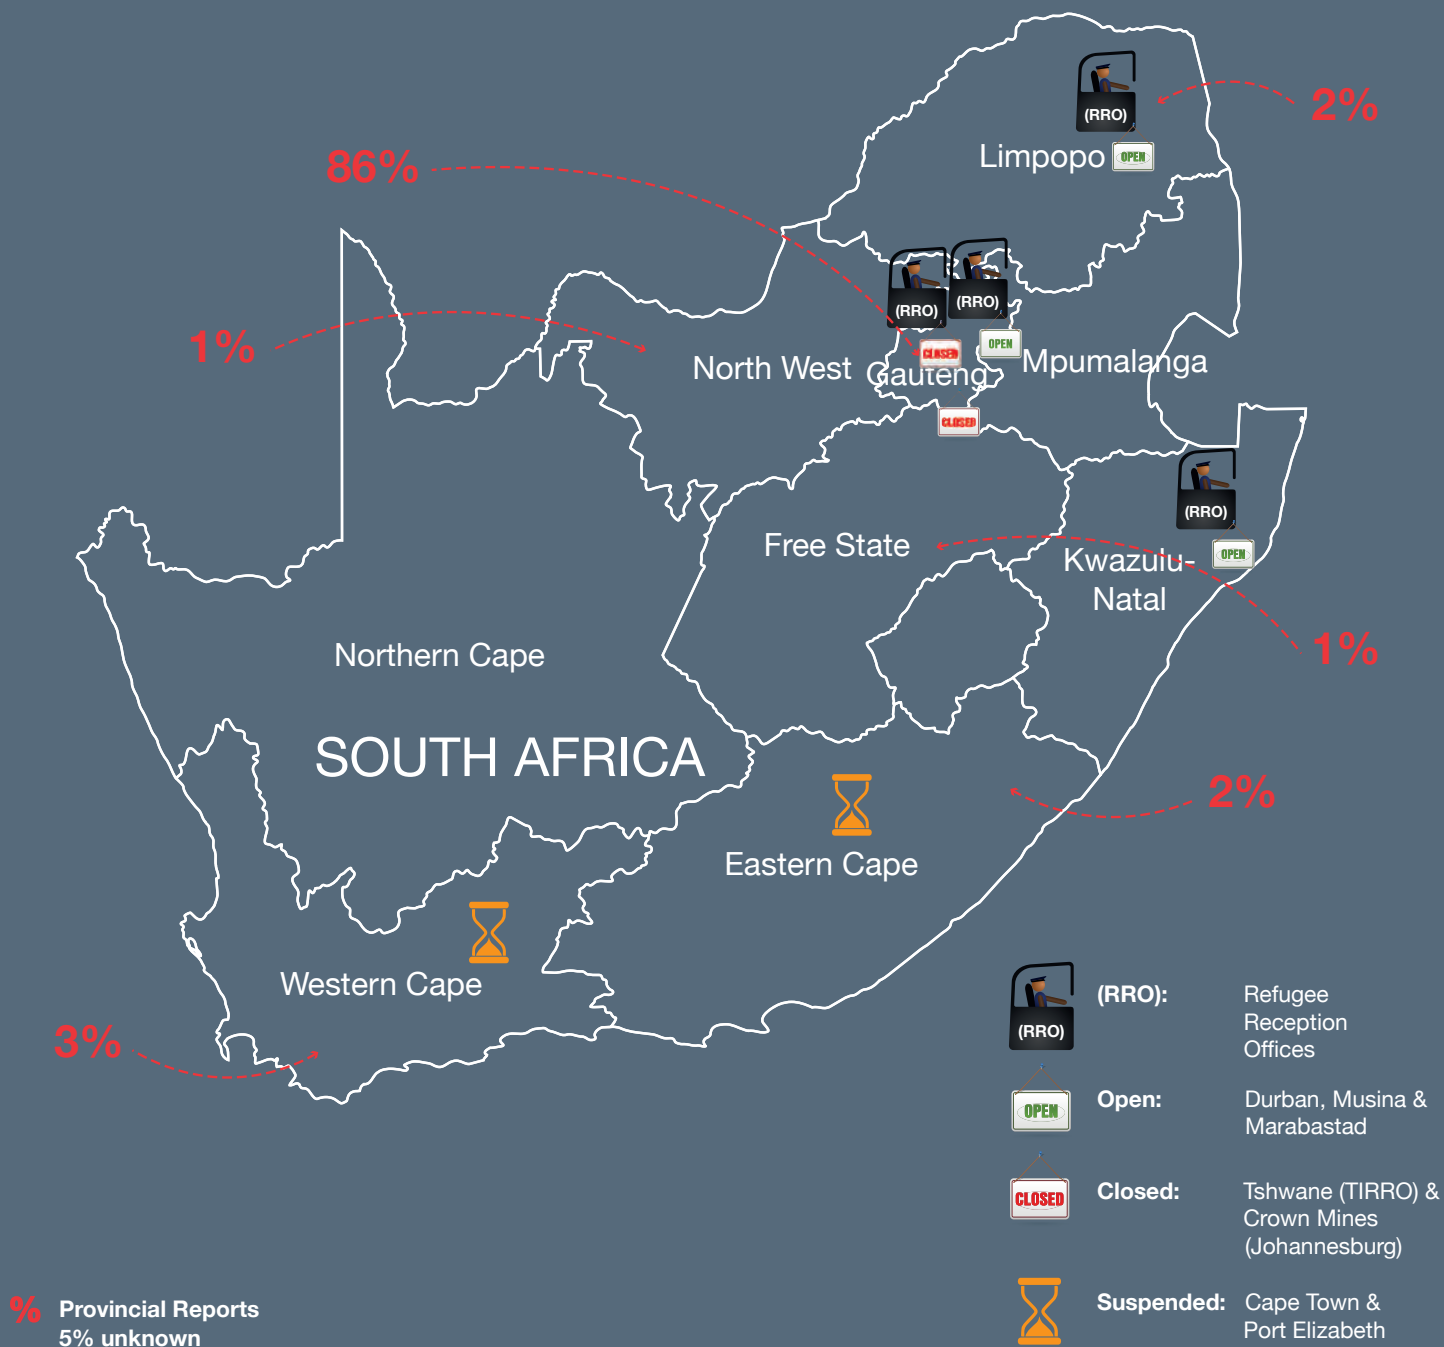 (RRO)
2%
Limpopo
OPEN
86%
(RRO)
(RRO)
1%
CLOSED
OPEN
North West
Gauteng
Mpumalanga
CLOSED
(RRO)
Free State
OPEN
Kwazulu-
Natal
1%
Northern Cape
SOUTH AFRICA
2%
Eastern Cape
Western Cape
3%
(RRO)
(RRO):
Refugee
Reception
Offices
OPEN
Open:
Durban, Musina &
Marabastad
CLOSED
Closed:
Tshwane (TIRRO) &
Crown Mines
(Johannesburg)
Suspended:
Cape Town &
Port Elizabeth
%
Provincial Reports
5% unknown